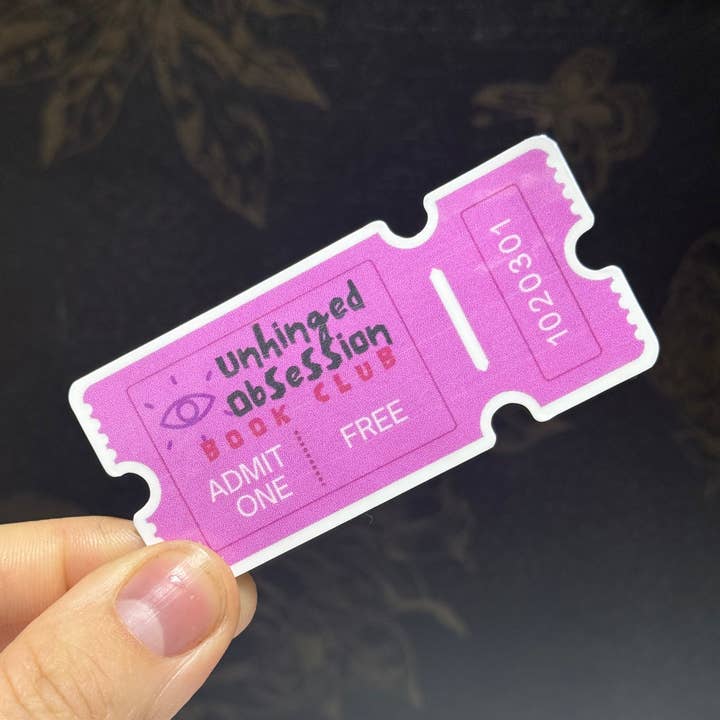 unhinged
obSeSSion
BOOK CLUB
ADMIT
ONE
FREE
1020301